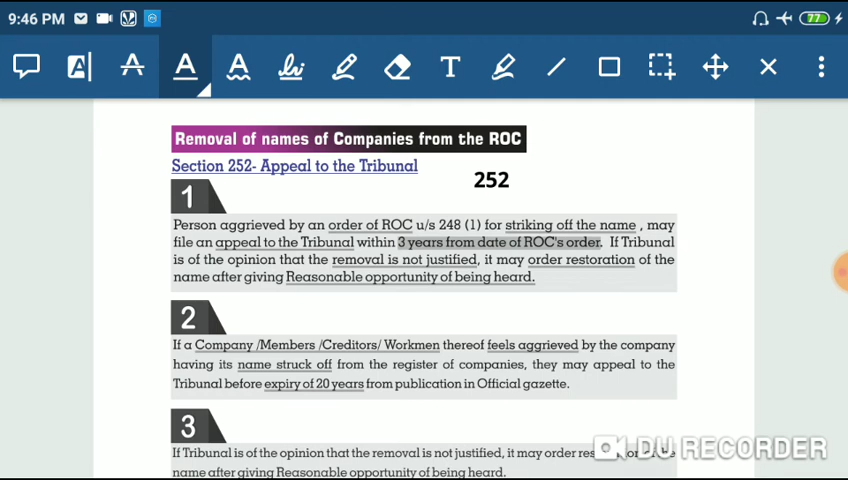 9:46 PM
77
A
A
A
A
T
Removal of names of Companies from the ROC
Section 252- Appeal to the Tribunal
252
1
Person aggrieved by an order of ROC u/s 248 (1) for striking off the name , may
file an appeal to the Tribunal within 3 years from date of ROC's order. If Tribunal
is of the opinion that the removal is not justified, it may order restoration of the
name after giving Reasonable opportunity of being heard.
2
If a Company /Members /Creditors/ Workmen thereof feels aggrieved by the company
having its name struck off from the register of companies, they may appeal to the
Tribunal before expiry of 20 years from publication in Official gazette.
3
If Tribunal is of the opinion that the removal is not justified, it may order
name after giving Reasonable opportunity of being heard.
DU RECORDER